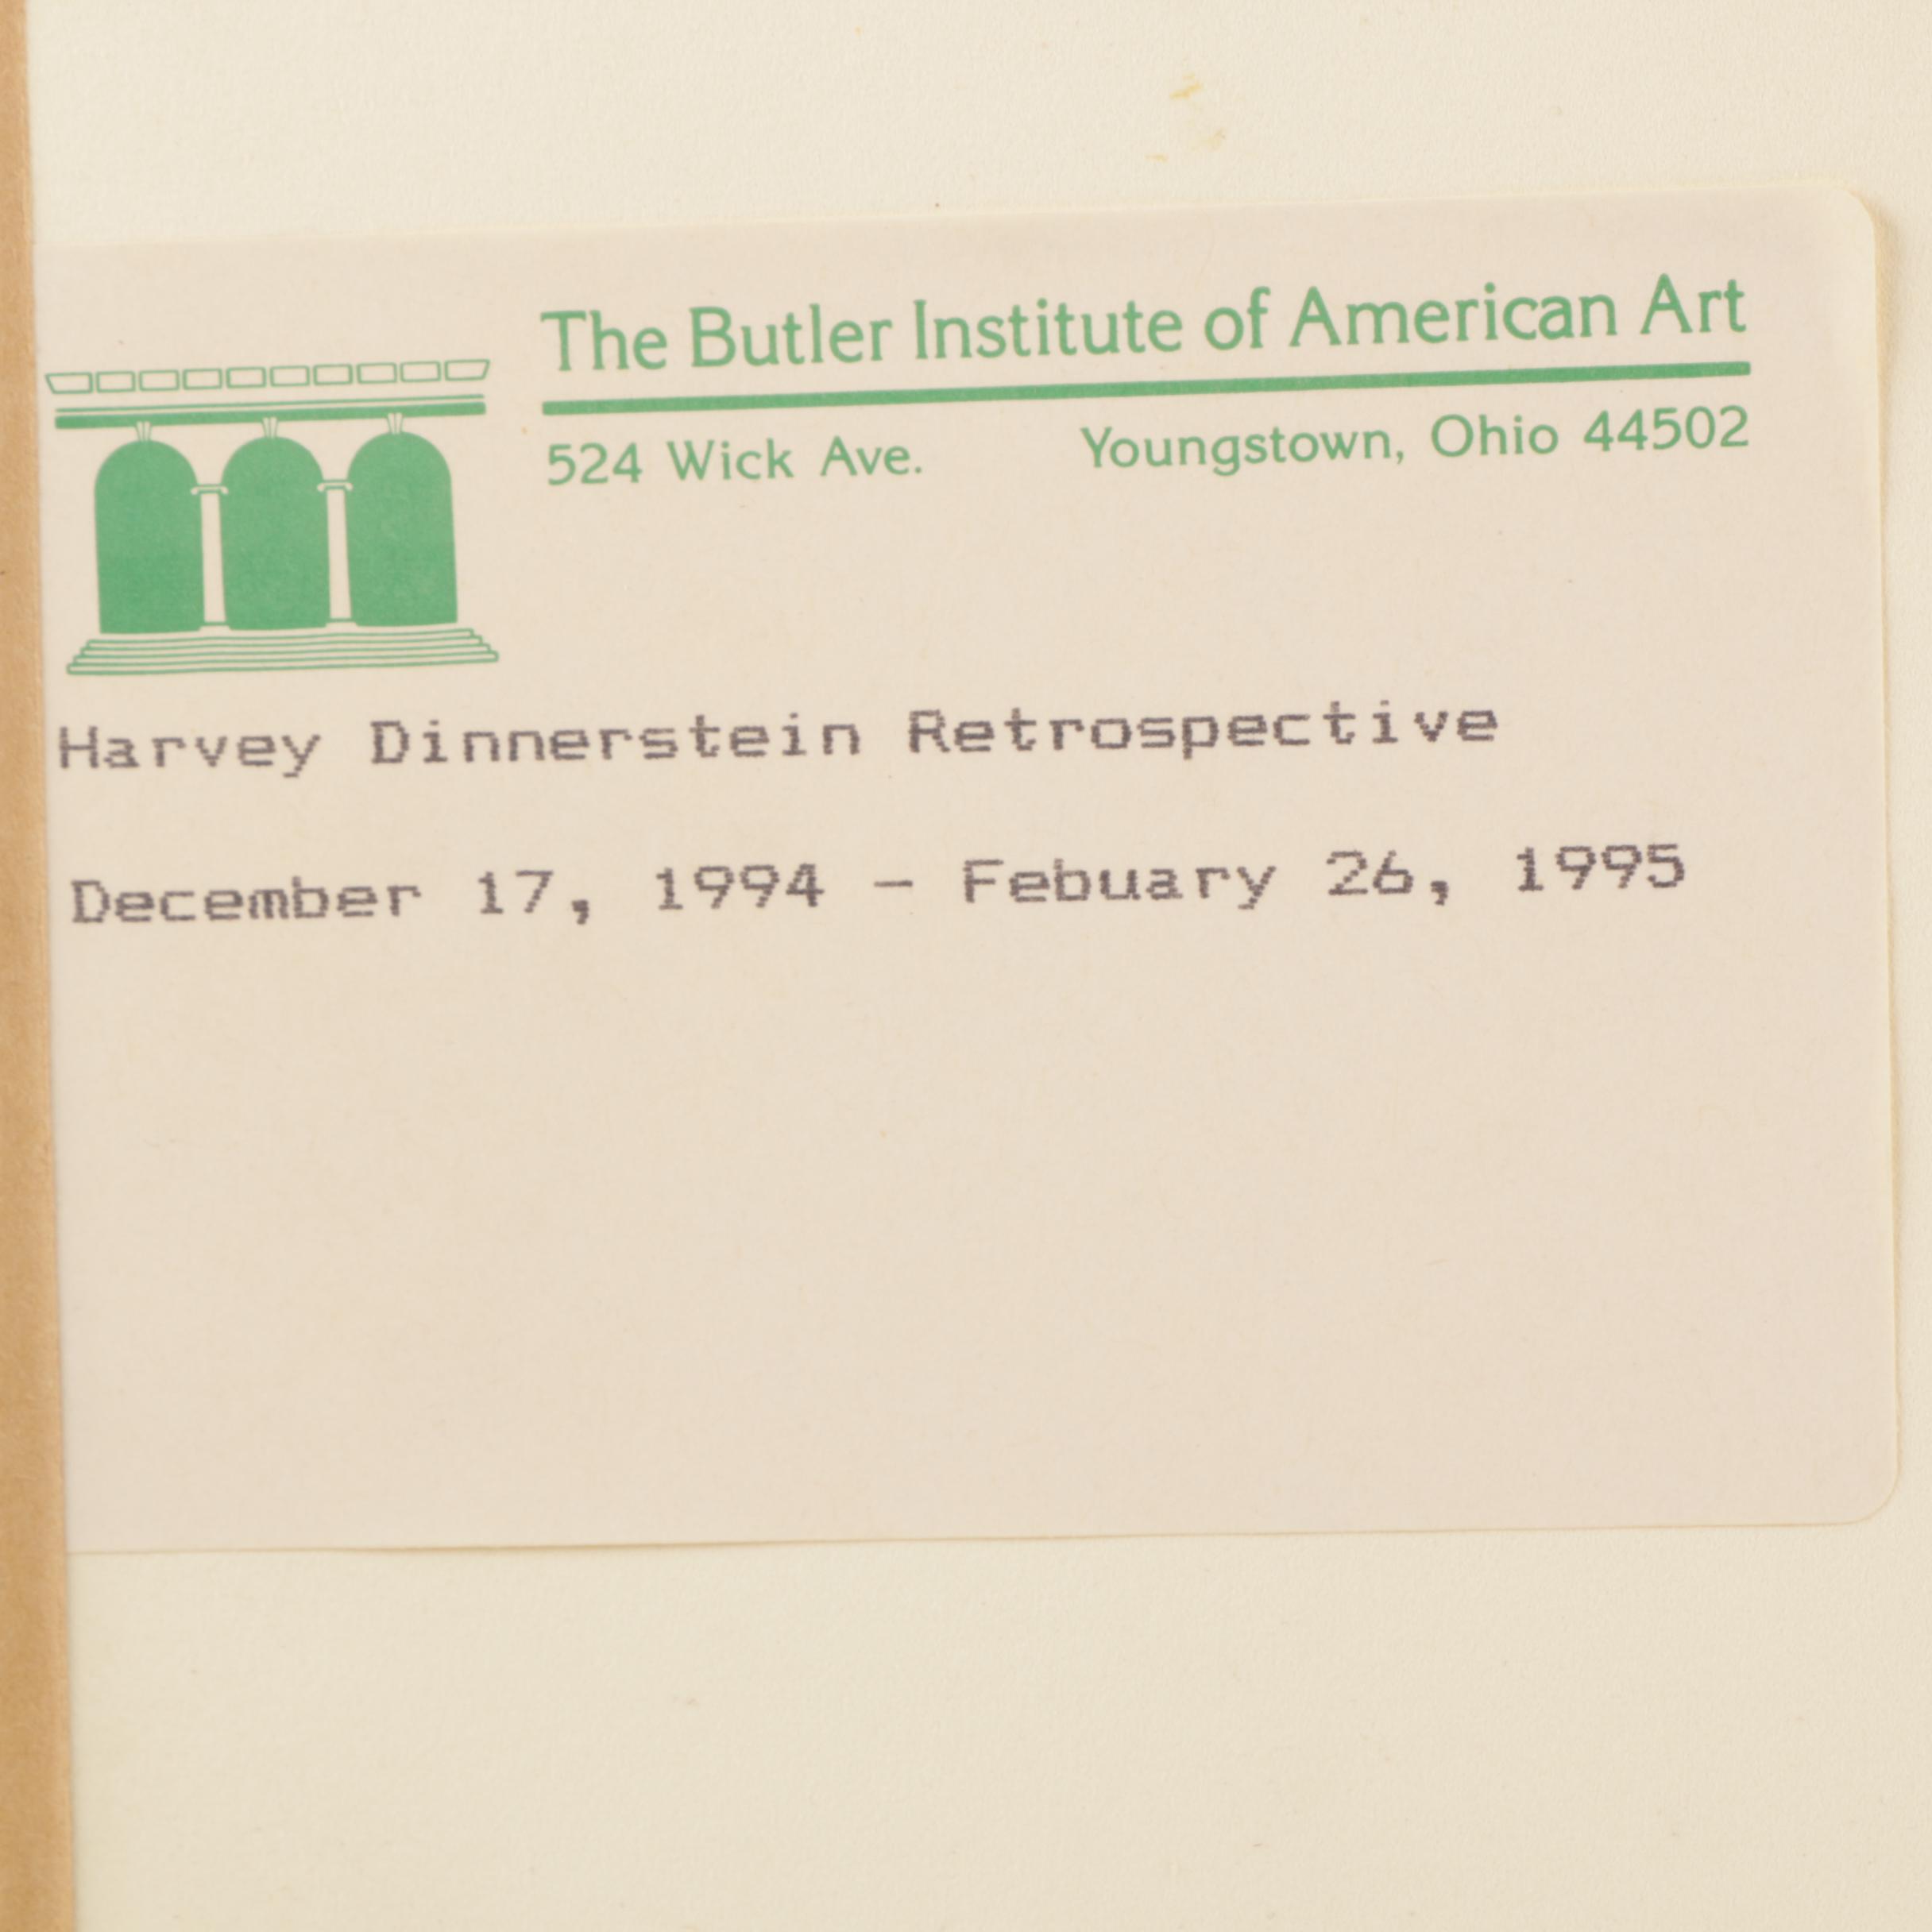 The Butler Institute of American Art
524 Wick Ave. Youngstown, Ohio 44502
Harvey Dinnerstein Retrospective
December 17, 1994 - Febuary 26, 1995